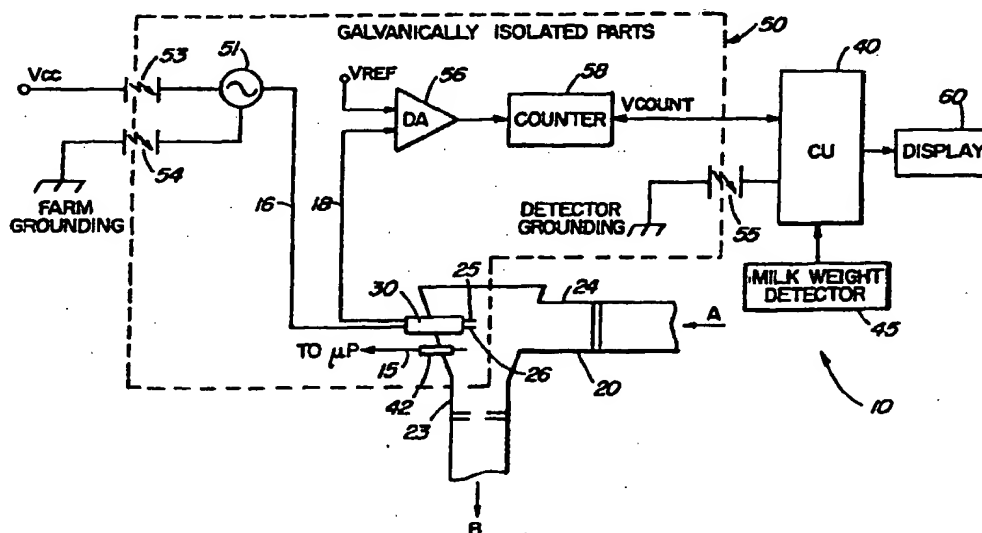 GALVANICALLY ISOLATED PARTS
50
53
51
40
VCC
VREF
56
58
DA
COUNTER
VCOUNT
CU
60
DISPLAY
54
16
18
FARM
GROUNDING
DETECTOR
GROUNDING
55
MILK WEIGHT
DETECTOR
45
25
24
30
A
TO μP
15
26
20
42
23
10
B